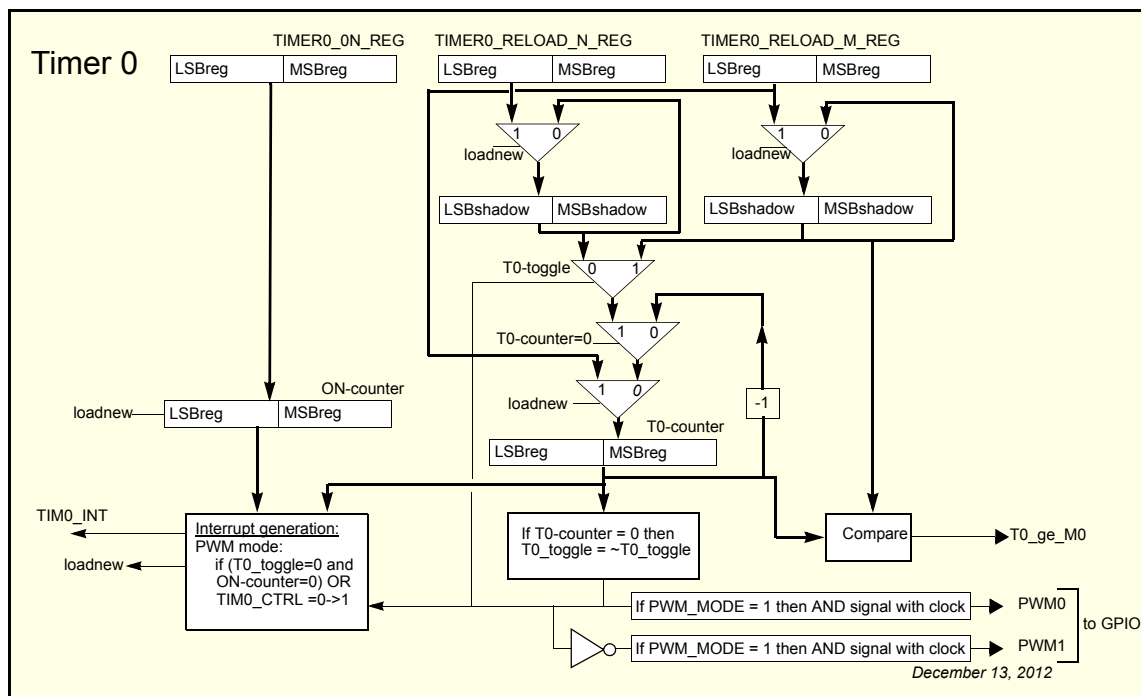 Timer 0
TIMER0_0N_REG
TIMER0_RELOAD_N_REG
TIMER0_RELOAD_M_REG
LSBreg MSBreg
LSBreg MSBreg
LSBreg MSBreg
1 0
1 0
loadnew
loadnew
LSBshadow MSBshadow
LSBshadow MSBshadow
T0-toggle
0 1
1 0
T0-counter=0
ON-counter
1 0
loadnew
LSBreg MSBreg
loadnew
-1
T0-counter
LSBreg MSBreg
TIM0_INT
loadnew
Interrupt generation:
PWM mode:
if (T0_toggle=0 and
ON-counter=0) OR
TIM0_CTRL =0->1
If T0-counter = 0 then
T0_toggle = ~T0_toggle
Compare
T0_ge_M0
If PWM_MODE = 1 then AND signal with clock
PWM0
to GPIO
If PWM_MODE = 1 then AND signal with clock
PWM1
December 13, 2012